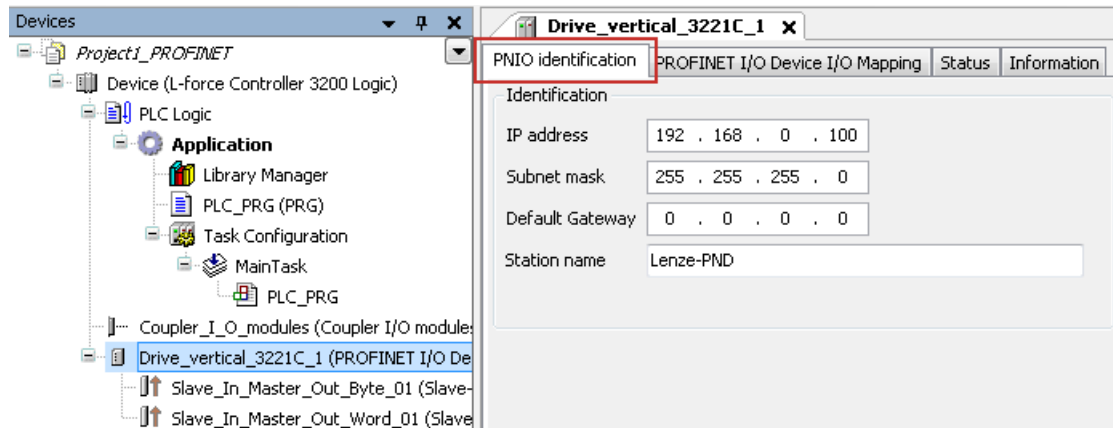 Devices
Project1_PROFINET
Device (L-force Controller 3200 Logic)
PLC Logic
Application
Library Manager
PLC_PRG (PRG)
Task Configuration
MainTask
PLC_PRG
Coupler_I_O_modules (Coupler I/O modules
Drive_vertical_3221C_1 (PROFINET I/O De
Slave_In_Master_Out_Byte_01 (Slave-
Slave_In_Master_Out_Word_01 (Slave
Drive_vertical_3221C_1 X
PNIO identification PROFINET I/O Device I/O Mapping Status Information
Identification
IP address 192 . 168 . 0 . 100
Subnet mask 255 . 255 . 255 . 0
Default Gateway 0 . 0 . 0 . 0
Station name Lenze-PND